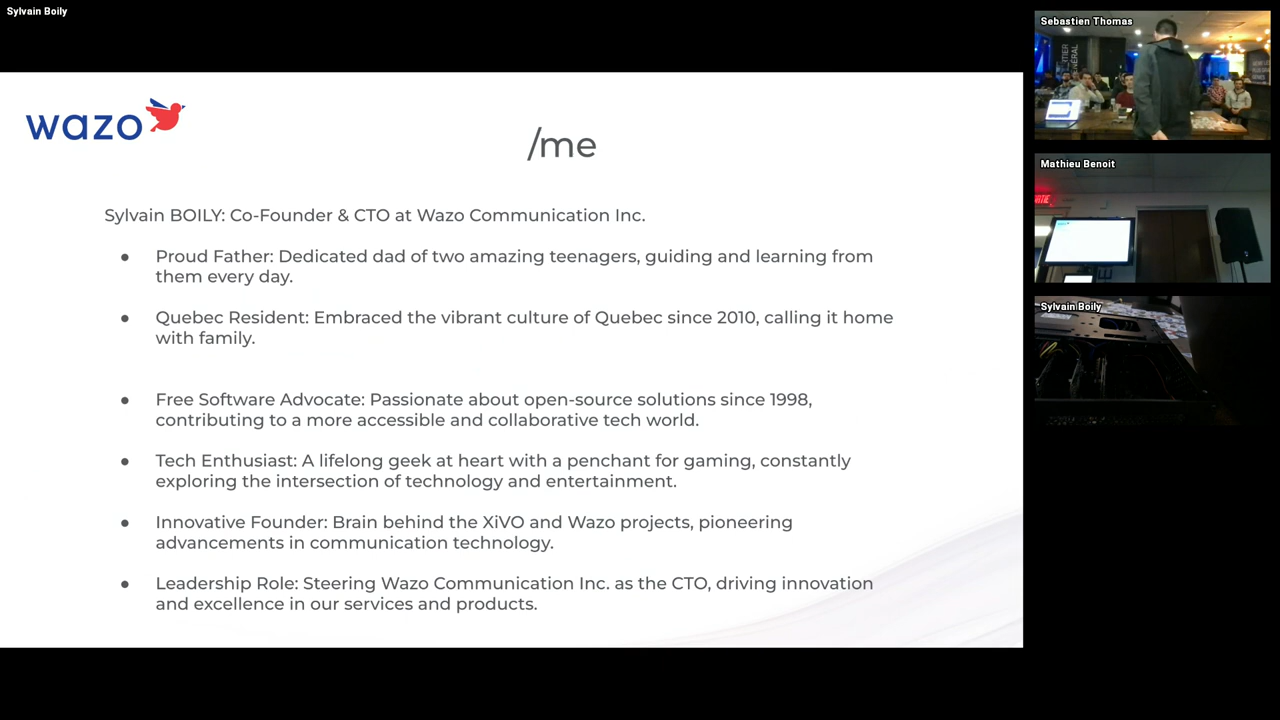 Sylvain Boily
wazo
/me
Sylvain BOILY: Co-Founder & CTO at Wazo Communication Inc.
● Proud Father: Dedicated dad of two amazing teenagers, guiding and learning from
them every day.
● Quebec Resident: Embraced the vibrant culture of Quebec since 2010, calling it home
with family.
● Free Software Advocate: Passionate about open-source solutions since 1998,
contributing to a more accessible and collaborative tech world.
● Tech Enthusiast: A lifelong geek at heart with a penchant for gaming, constantly
exploring the intersection of technology and entertainment.
● Innovative Founder: Brain behind the XiVO and Wazo projects, pioneering
advancements in communication technology.
● Leadership Role: Steering Wazo Communication Inc. as the CTO, driving innovation
and excellence in our services and products.
Sebastien Thomas
Mathieu Benoit
Sylvain Boily